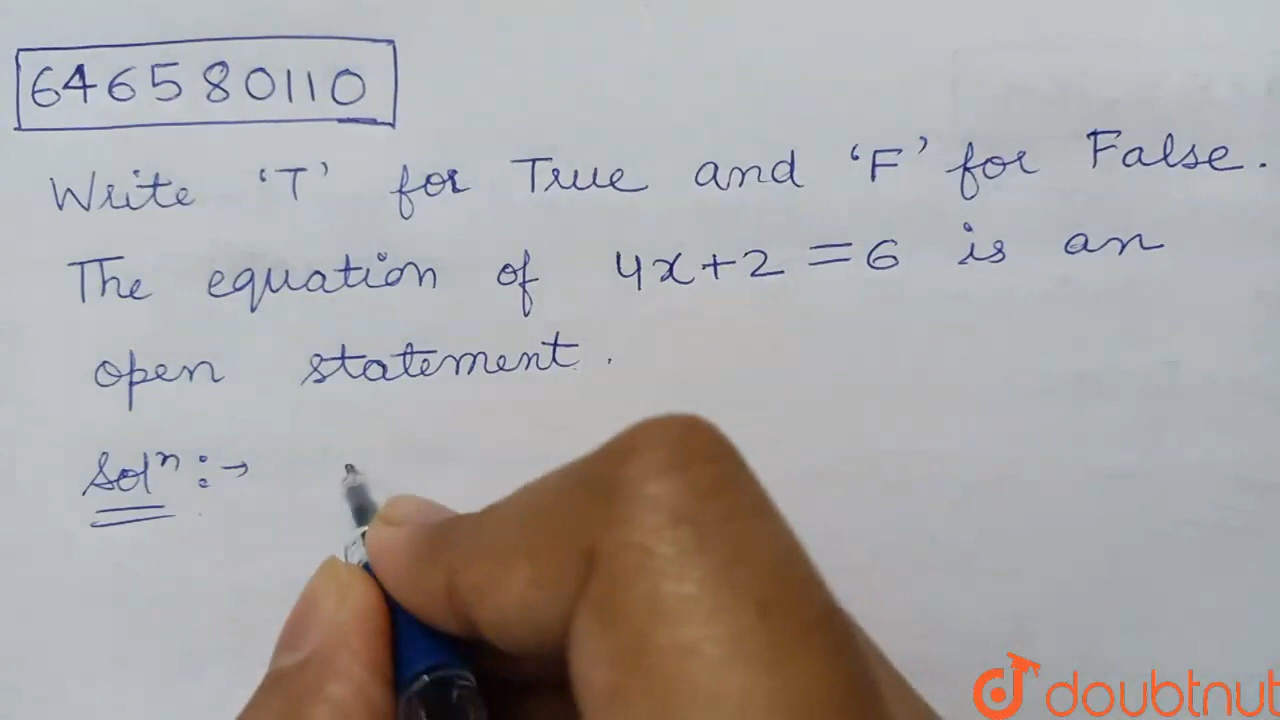 646580110
Write 'T' for True and 'F' for False.
The equation of 4x+2=6 is an
open statement.
Solⁿ :→
doubtnut